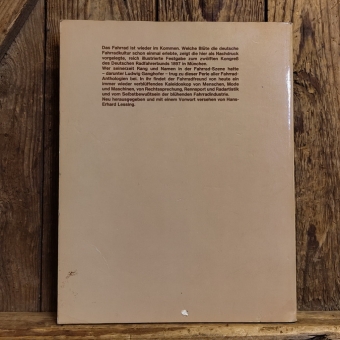 Das Fahrrad ist wieder im Kommen. Welche Blüte die deutsche
Fahrradkultur schon einmal erlebte, zeigt die hier als Nachdruck
vorgelegte, reich illustrierte Festgabe zum zwölften Kongreß
des Deutschen Radfahrerbunds 1897 in München.
Wer seinerzeit Rang und Namen in der Fahrrad-Szene hatte
– darunter Ludwig Ganghofer – trug zu dieser Perle aller Fahrrad-
Anthologien bei. In ihr findet der Fahrradfreund von heute ein
immer wieder verblüffendes Kaleidoskop von Menschen, Mode
und Maschinen, von Rechtssprechung, Rennsport und Radartistik
und vom Selbstbewußtsein der blühenden Fahrradindustrie.
Neu herausgegeben und mit einem Vorwort versehen von Hans-
Erhard Lessing.